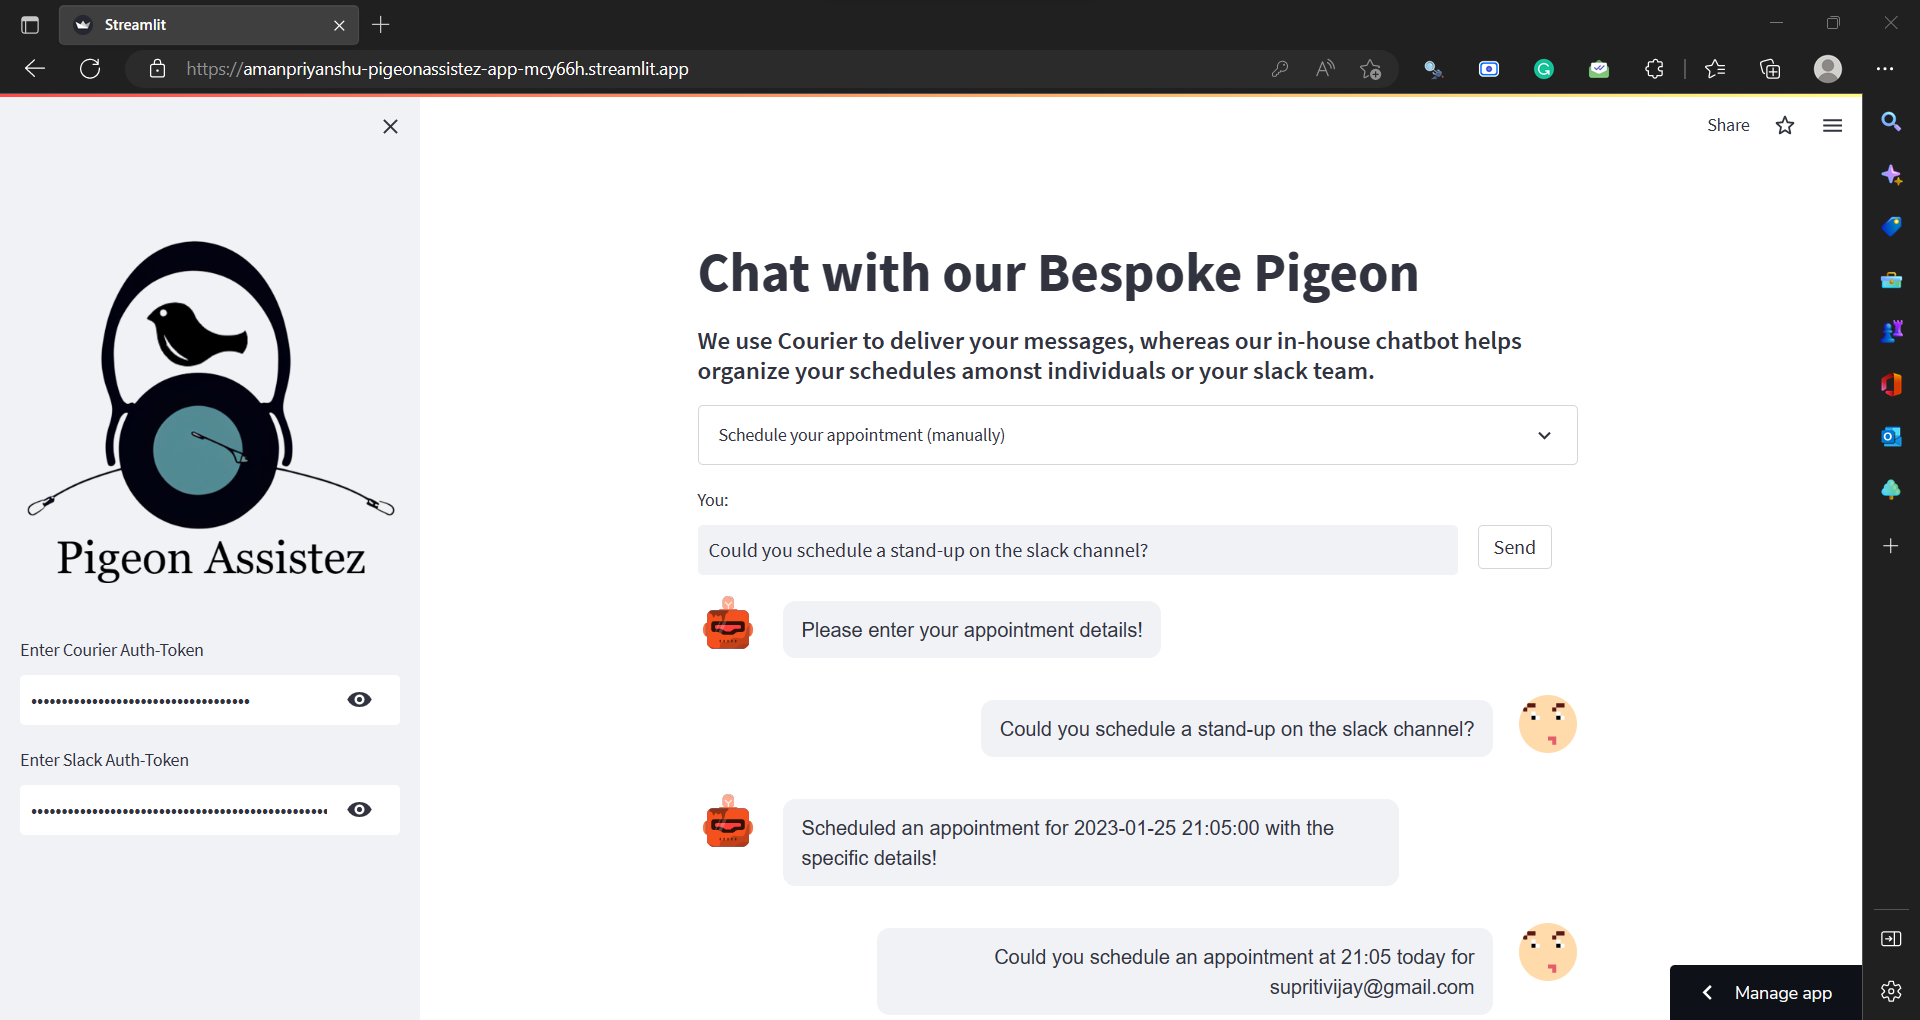 Streamlit
https://amanpriyanshu-pigeonassistez-app-mcy66h.streamlit.app
Share
Pigeon Assistez
Enter Courier Auth-Token
Enter Slack Auth-Token
Chat with our Bespoke Pigeon
We use Courier to deliver your messages, whereas our in-house chatbot helps
organize your schedules amonst individuals or your slack team.
Schedule your appointment (manually)
You:
Could you schedule a stand-up on the slack channel?
Send
Please enter your appointment details!
Could you schedule a stand-up on the slack channel?
Scheduled an appointment for 2023-01-25 21:05:00 with the
specific details!
Could you schedule an appointment at 21:05 today for
supritivijay@gmail.com
Manage app